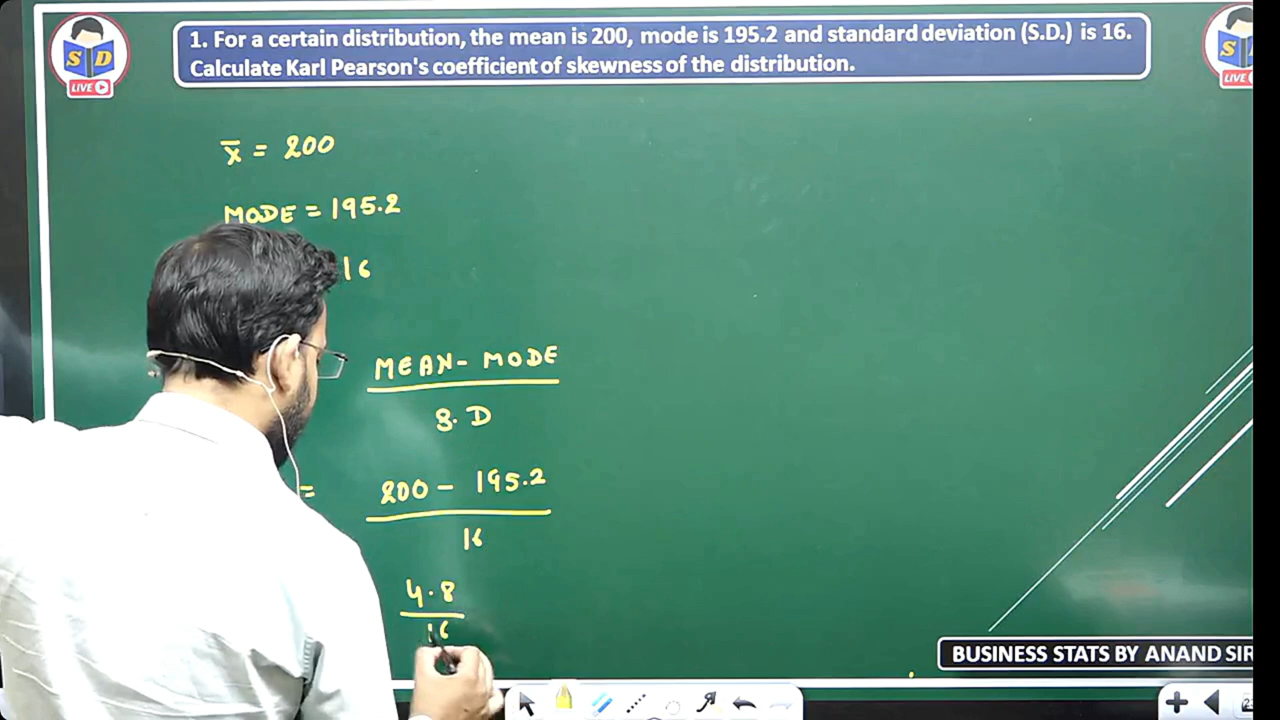 1. For a certain distribution, the mean is 200, mode is 195.2 and standard deviation (S.D.) is 16.
Calculate Karl Pearson's coefficient of skewness of the distribution.
S D
LIVE
S
LIVE
x̄ = 200
MODE = 195.2
16
MEAN - MODE
S.D
= 200 - 195.2
16
4.8
16
BUSINESS STATS BY ANAND SIR